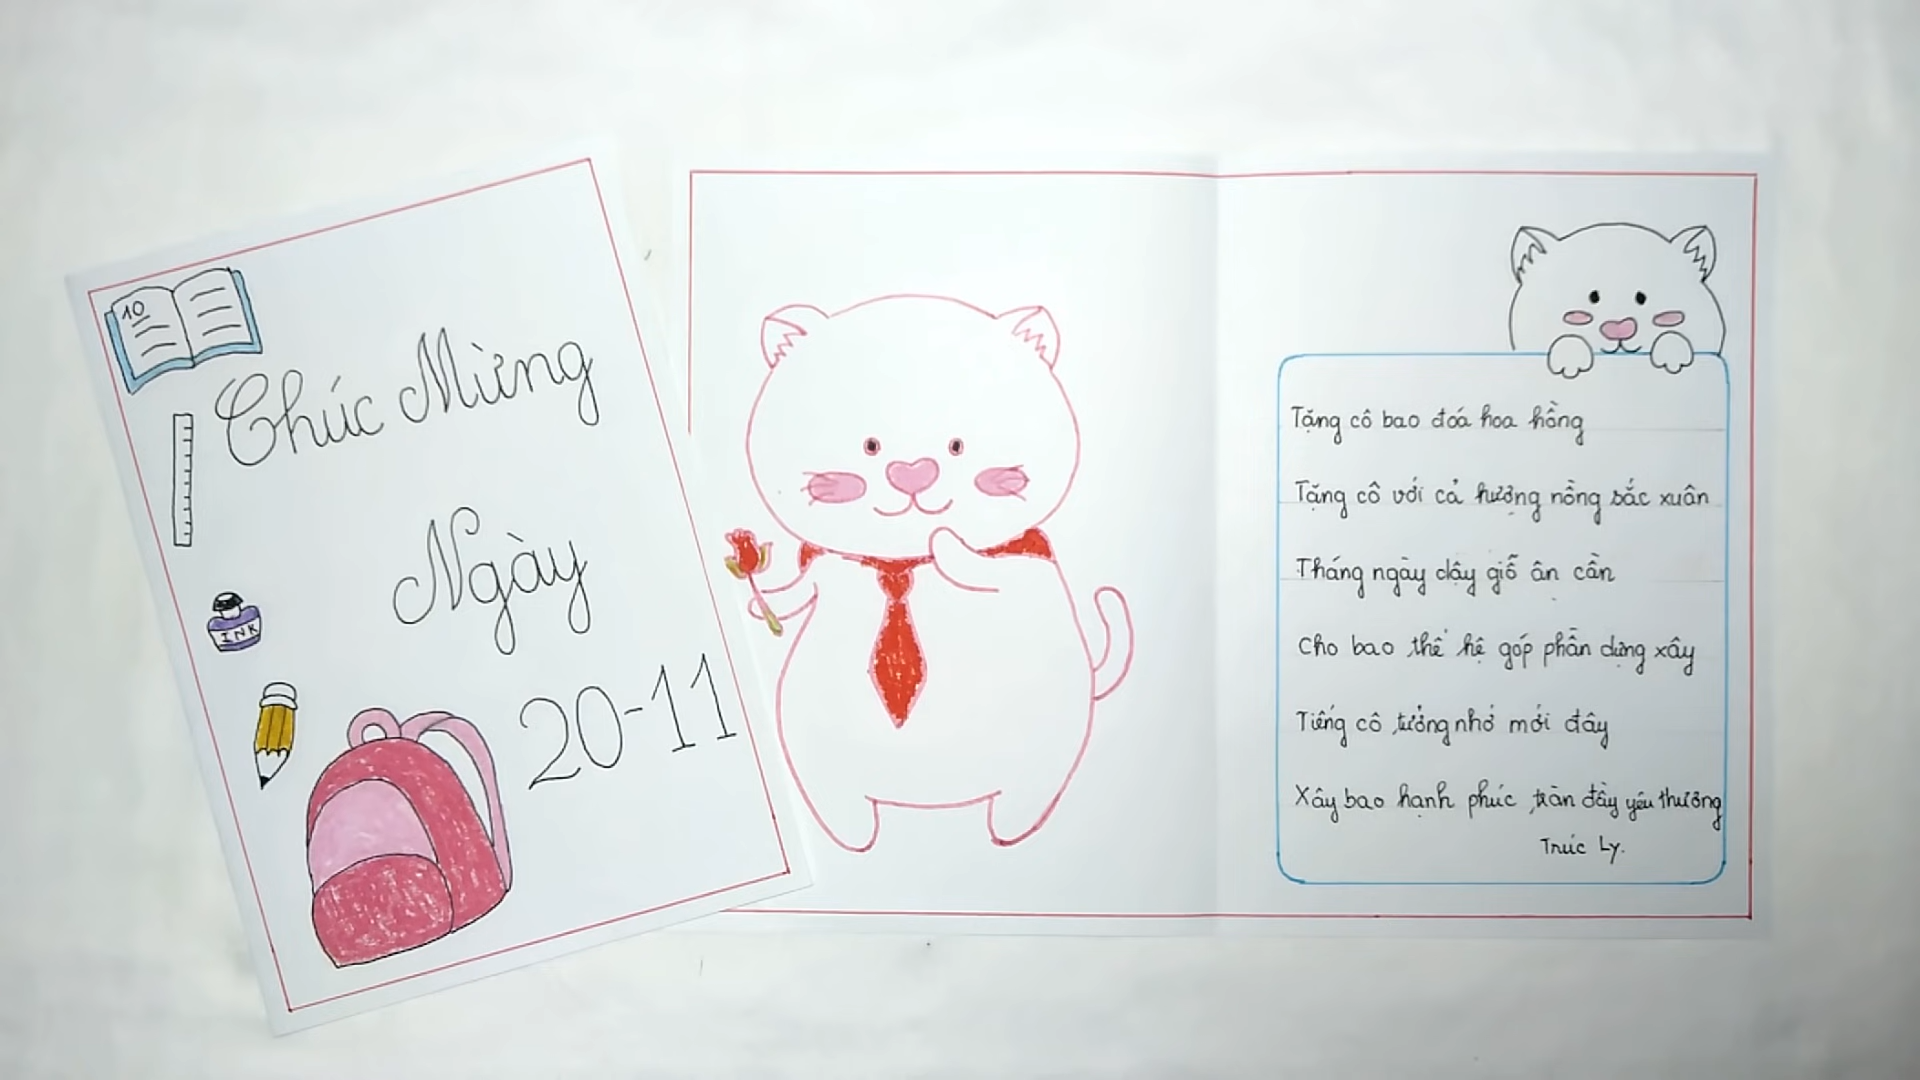 10
Chúc Mừng
Ngày
20-11
INK
Tặng cô bao đoá hoa hồng
Tặng cô với cả hương nồng sắc xuân
Tháng ngày dậy giỗ ân cần
Cho bao thế hệ góp phần dựng xây
Tiếng cô tưởng nhớ mới đây
Xây bao hạnh phúc tràn đầy yêu thương
Trúc Ly.